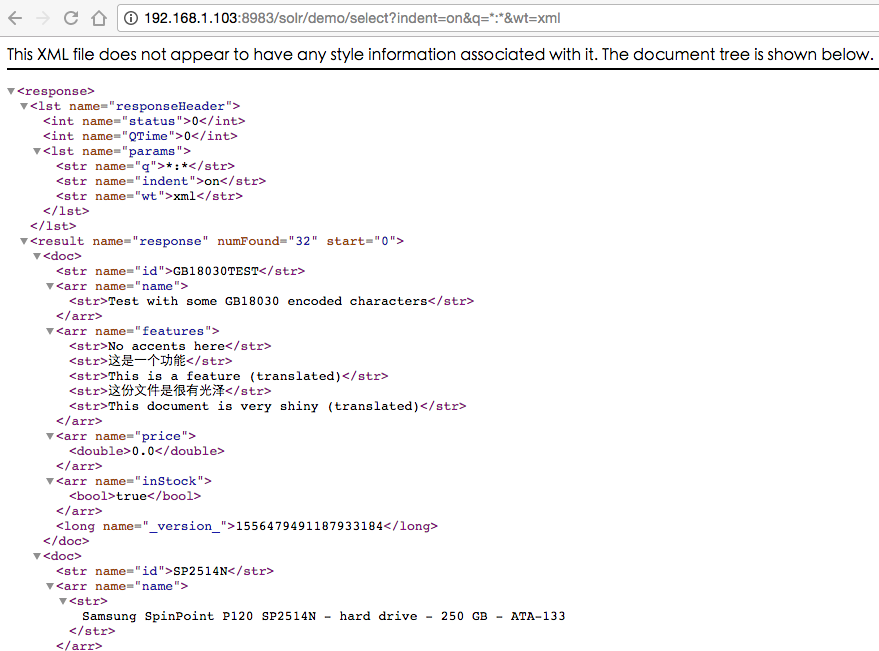 192.168.1.103:8983/solr/demo/select?indent=on&q=*:*&wt=xml
This XML file does not appear to have any style information associated with it. The document tree is shown below.
▼<response>
▼<lst name="responseHeader">
<int name="status">0</int>
<int name="QTime">0</int>
▼<lst name="params">
<str name="q">*:*</str>
<str name="indent">on</str>
<str name="wt">xml</str>
</lst>
</lst>
▼<result name="response" numFound="32" start="0">
▼<doc>
<str name="id">GB18030TEST</str>
▼<arr name="name">
<str>Test with some GB18030 encoded characters</str>
</arr>
▼<arr name="features">
<str>No accents here</str>
<str>这是一个功能</str>
<str>This is a feature (translated)</str>
<str>这份文件是很有光泽</str>
<str>This document is very shiny (translated)</str>
</arr>
▼<arr name="price">
<double>0.0</double>
</arr>
▼<arr name="inStock">
<bool>true</bool>
</arr>
<long name="_version_">1556479491187933184</long>
</doc>
▼<doc>
<str name="id">SP2514N</str>
▼<arr name="name">
▼<str>
Samsung SpinPoint P120 SP2514N - hard drive - 250 GB - ATA-133
</str>
</arr>